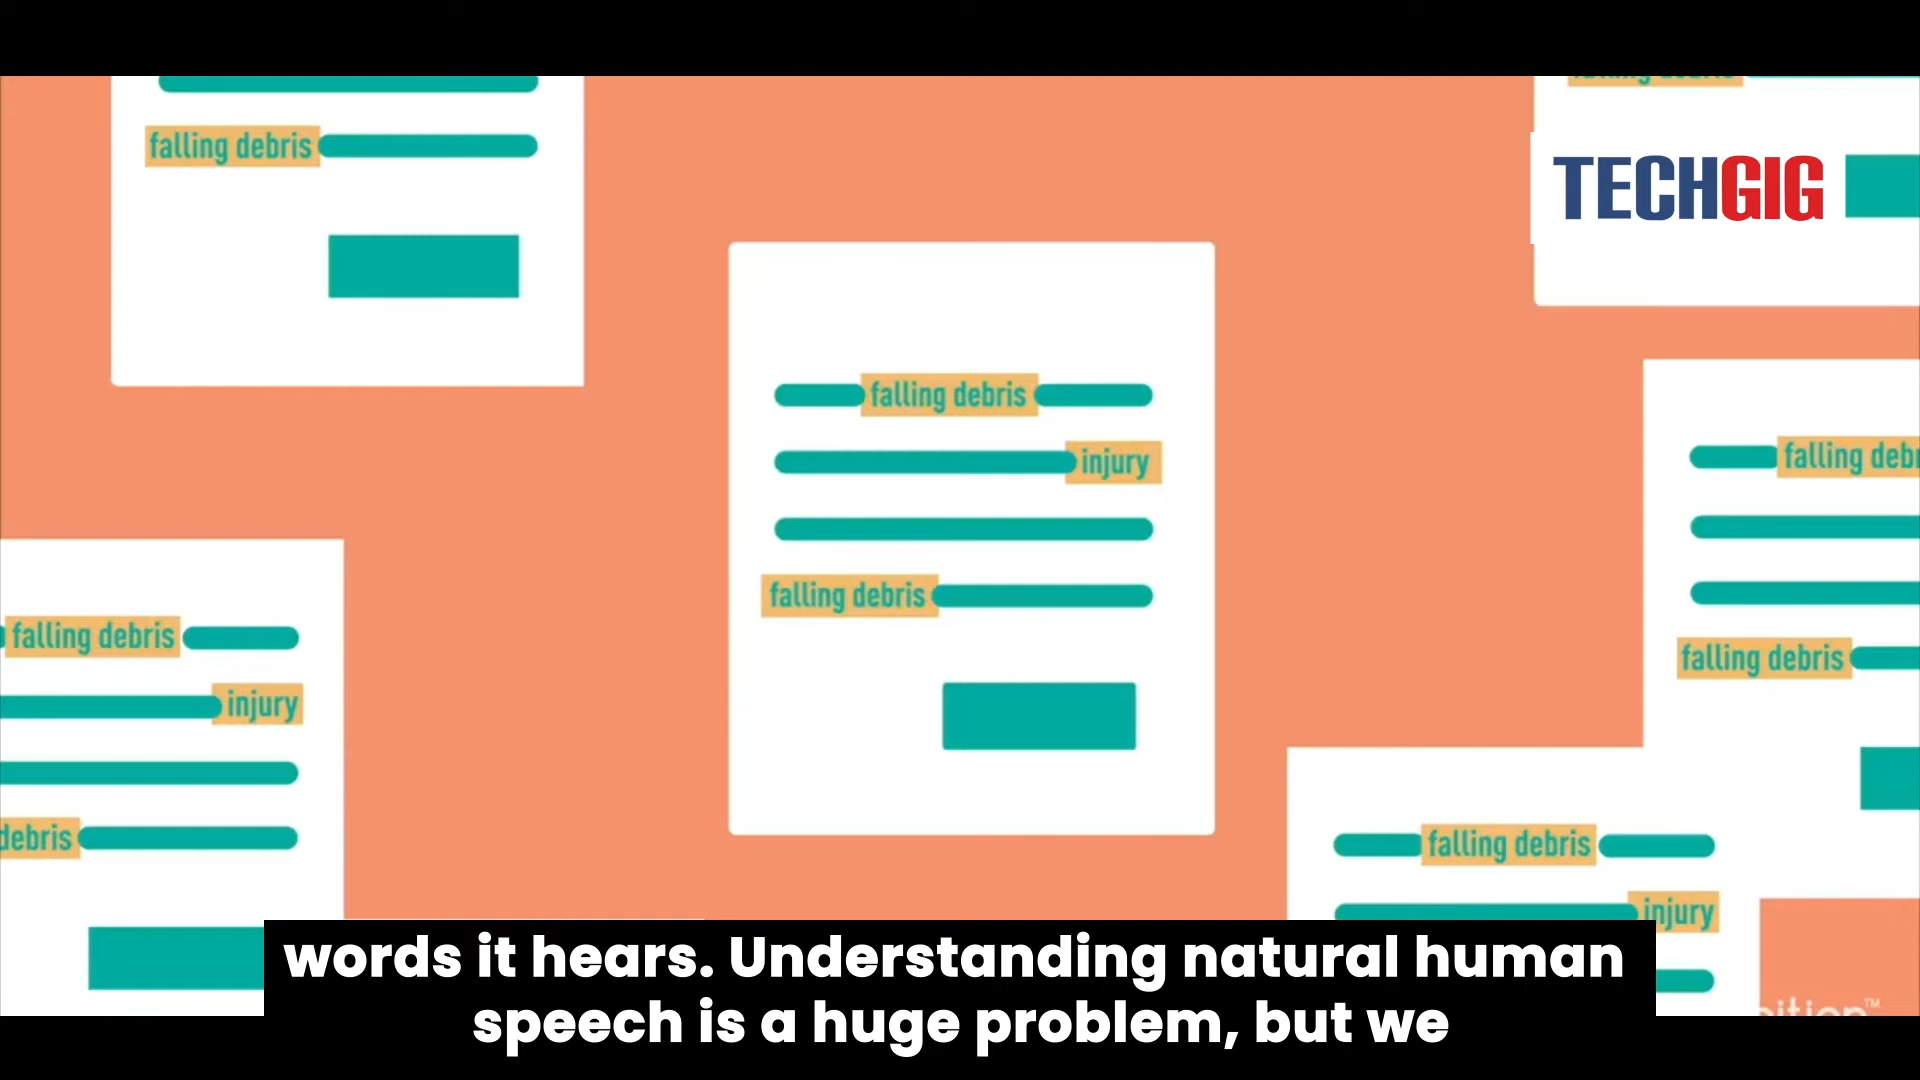 falling debris
TECHGIG
falling debris
injury
falling debris
falling
falling debris
falling debris
injury
debris
falling debris
injury
words it hears. Understanding natural human
speech is a huge problem, but we